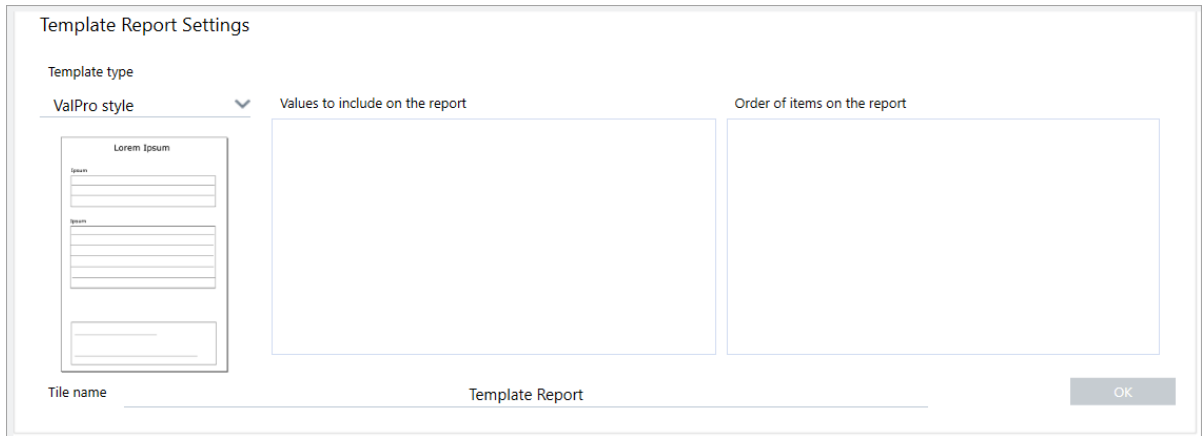 Template Report Settings
Template type
ValPro style
Values to include on the report
Order of items on the report
Lorem Ipsum
Ipsum
Ipsum
Tile name
Template Report
OK